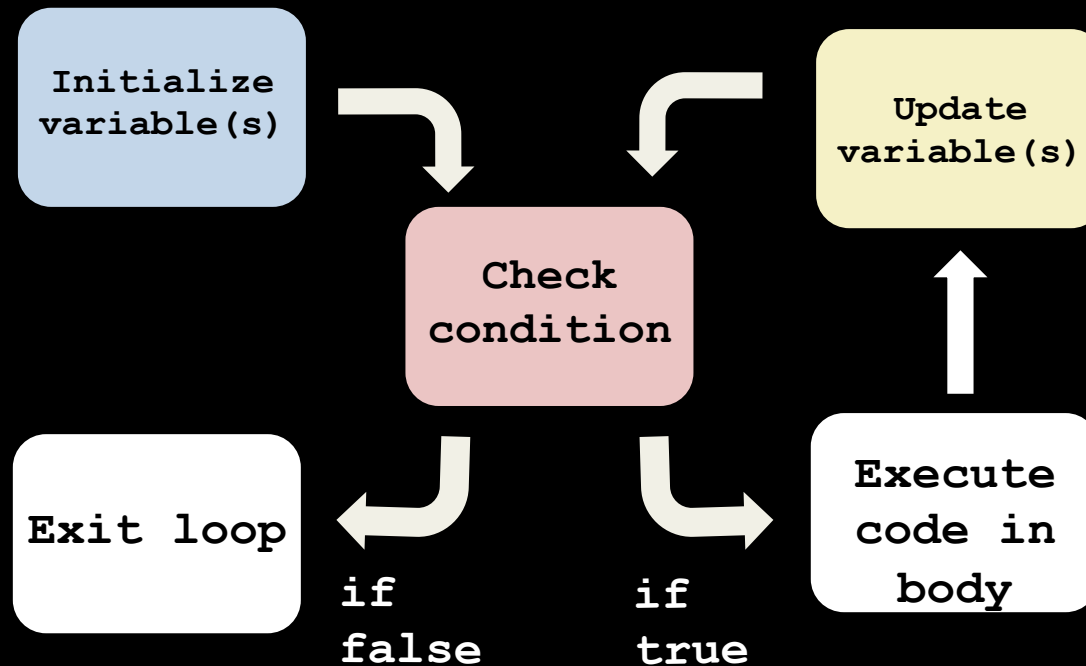 Initialize
variable(s)
Update
variable(s)
Check
condition
Exit loop
if
false
if
true
Execute
code in
body